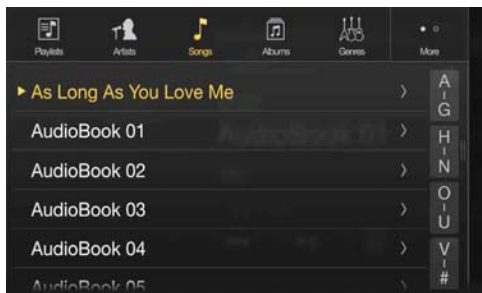 Playlists Artists Songs Albums Genres More
As Long As You Love Me
AudioBook 01
AudioBook 02
AudioBook 03
AudioBook 04
AudioBook 05
A-G
H-N
O-U
V-#